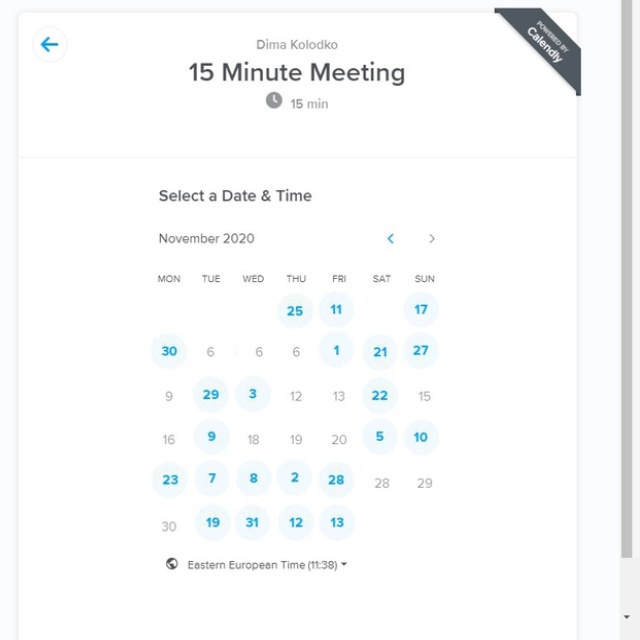 Dima Kolodko
POWERED BY
Calendly
15 Minute Meeting
15 min
Select a Date & Time
November 2020
MON TUE WED THU FRI SAT SUN
25 11 17
30 6 6 6 1 21 27
9 29 3 12 13 22 15
16 9 18 19 20 5 10
23 7 8 2 28 28 29
30 19 31 12 13
Eastern European Time (11:38)